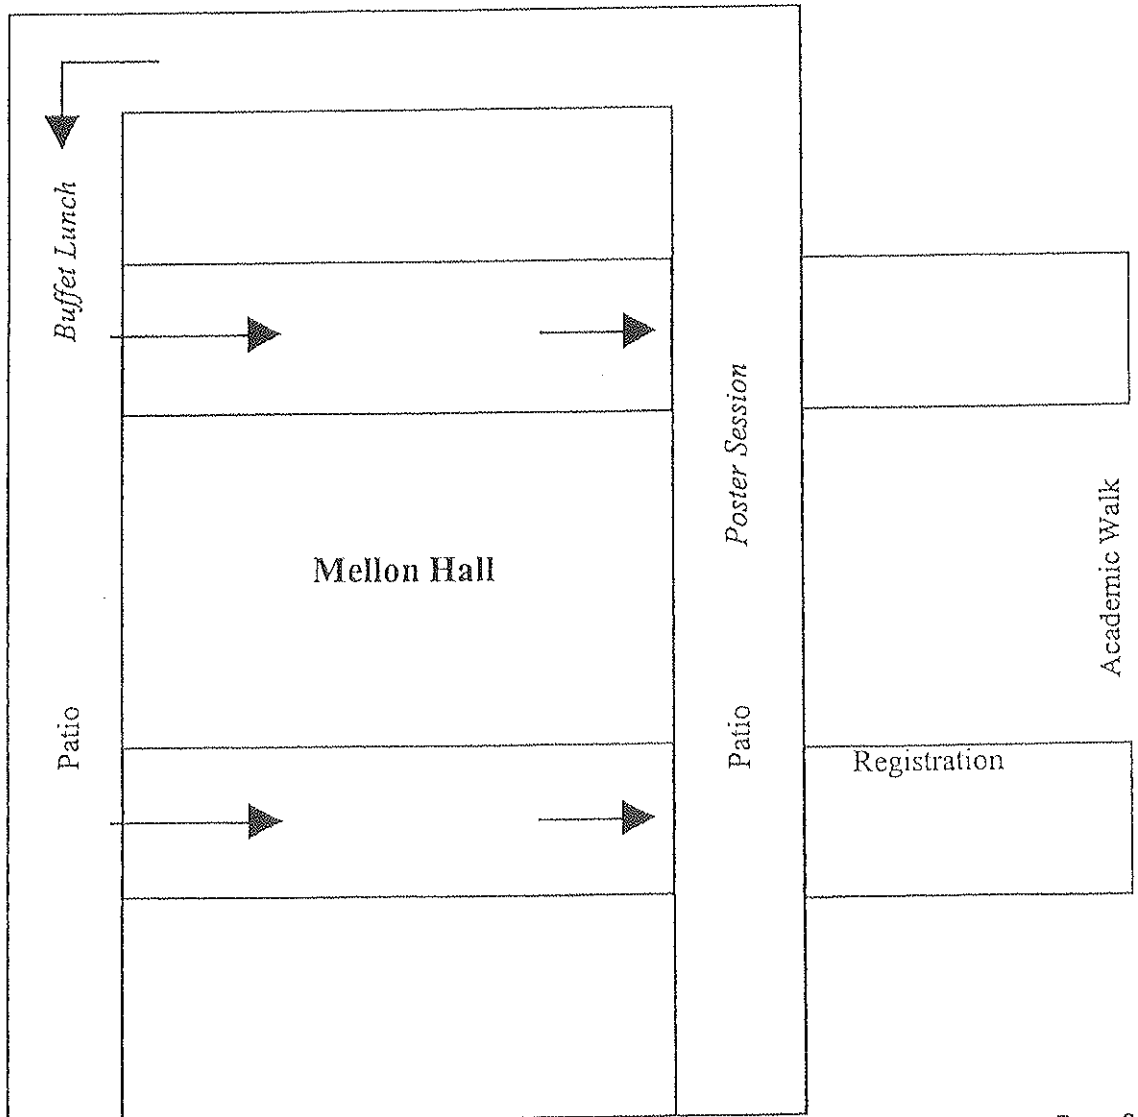 Buffet Lunch
Poster Session
Mellon Hall
Academic Walk
Patio
Patio
Registration